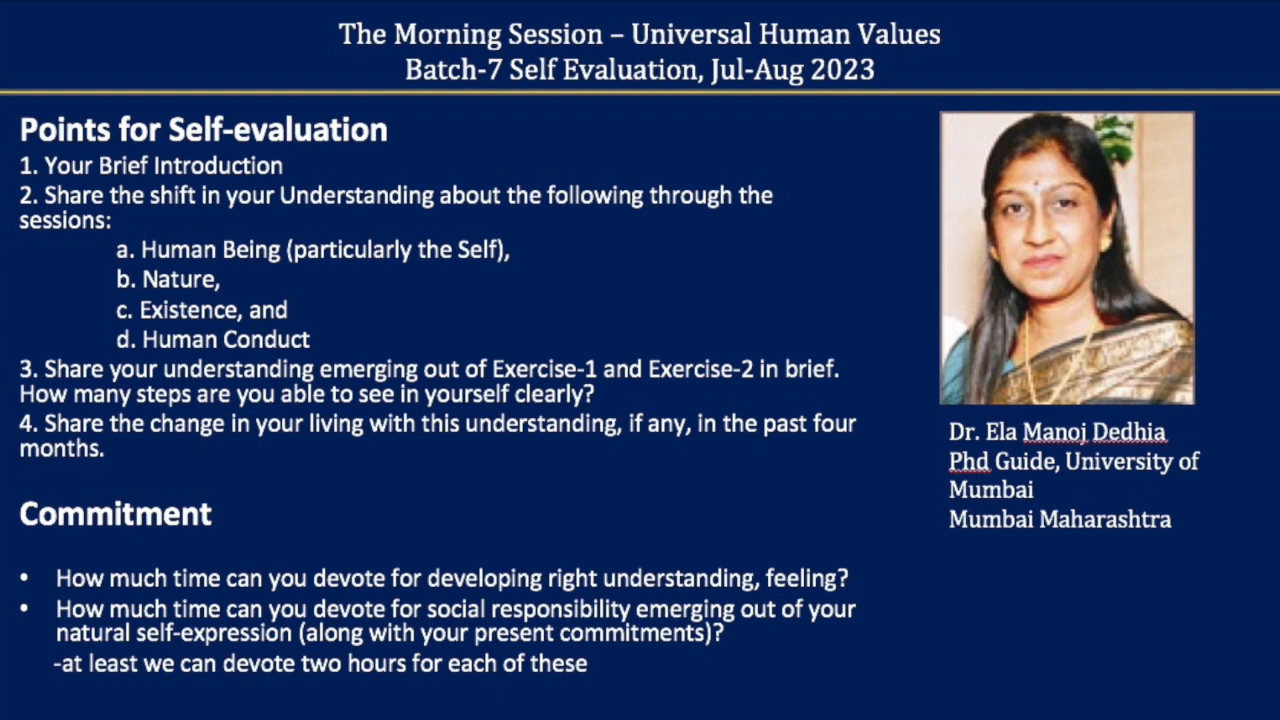 The Morning Session – Universal Human Values
Batch-7 Self Evaluation, Jul-Aug 2023
Points for Self-evaluation
1. Your Brief Introduction
2. Share the shift in your Understanding about the following through the
sessions:
a. Human Being (particularly the Self),
b. Nature,
c. Existence, and
d. Human Conduct
3. Share your understanding emerging out of Exercise-1 and Exercise-2 in brief.
How many steps are you able to see in yourself clearly?
4. Share the change in your living with this understanding, if any, in the past four
months.
Commitment
• How much time can you devote for developing right understanding, feeling?
• How much time can you devote for social responsibility emerging out of your
natural self-expression (along with your present commitments)?
-at least we can devote two hours for each of these
Dr. Ela Manoj Dedhia
Phd Guide, University of
Mumbai
Mumbai Maharashtra